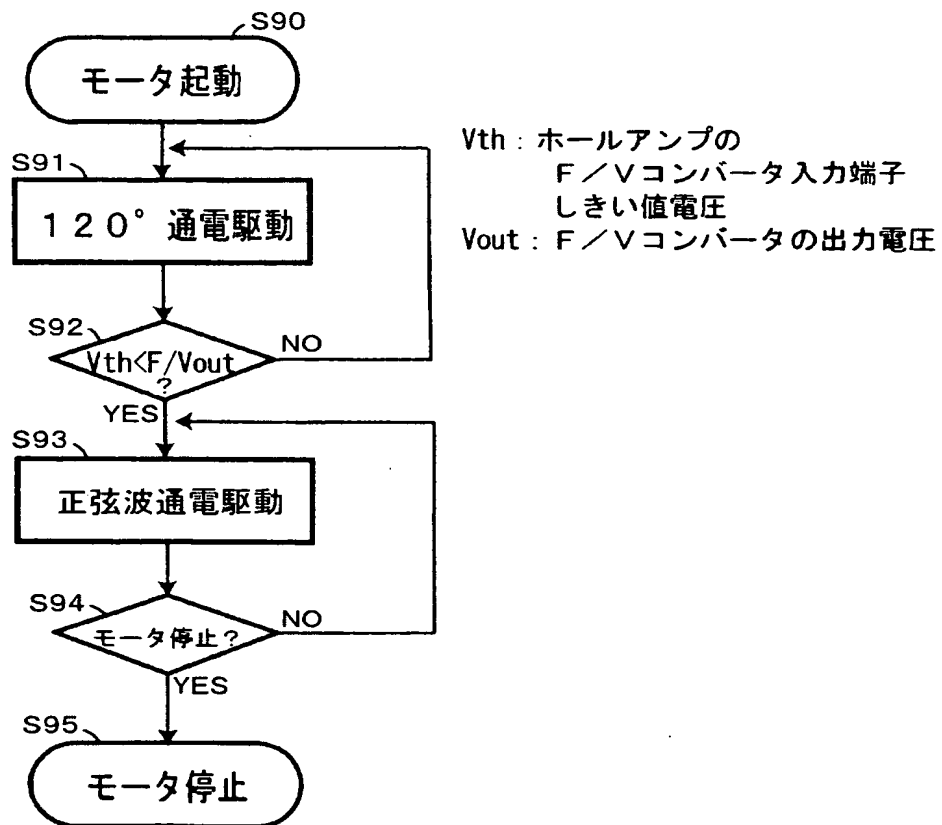 S90
モータ起動
S91
120°通電駆動
S92
Vth<F/Vout
?
NO
YES
S93
正弦波通電駆動
S94
モータ停止?
NO
YES
S95
モータ停止
Vth:ホールアンプの
F/Vコンバータ入力端子
しきい値電圧
Vout:F/Vコンバータの出力電圧